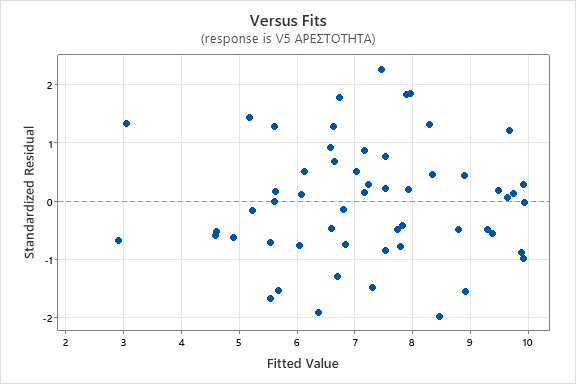 Versus Fits
(response is V5 ΑΡΕΣΤΟΤΗΤΑ)
Standardized Residual
2
1
0
-1
-2
2 3 4 5 6 7 8 9 10
Fitted Value